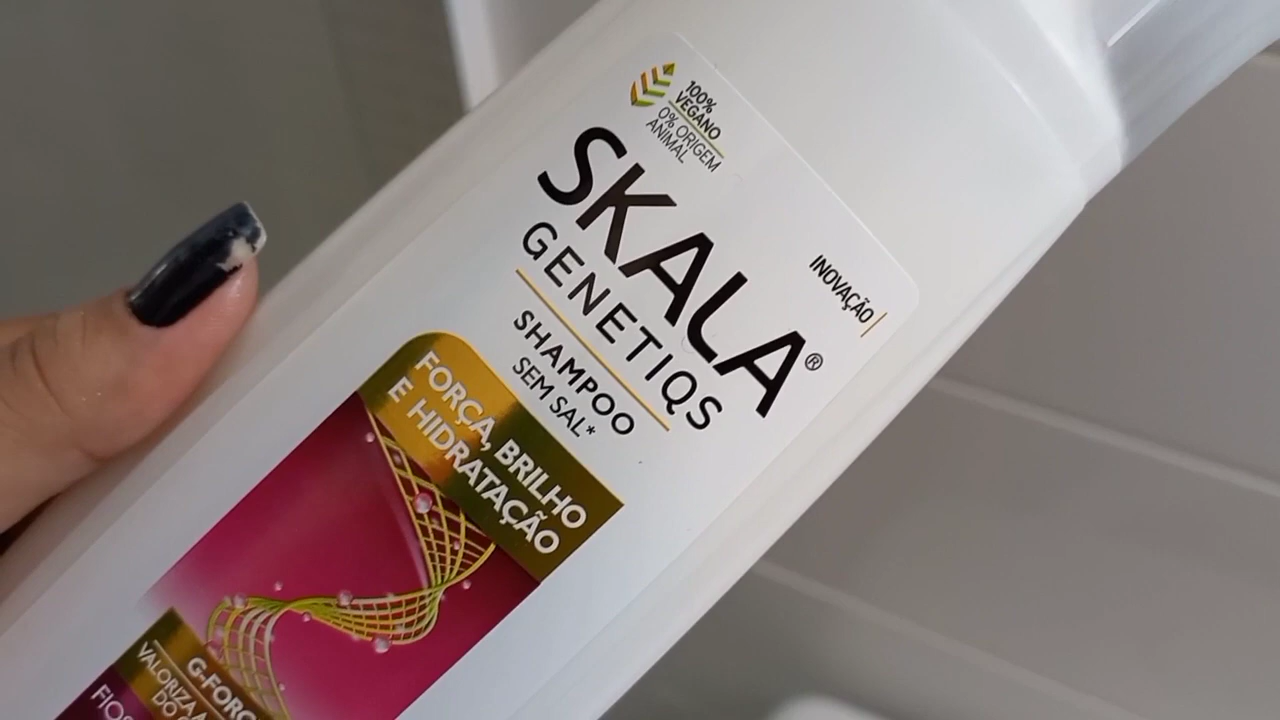 100%
VEGANO
0% ORIGEM
ANIMAL
SKALA®
GENETIQS
INOVAÇÃO
SHAMPOO
SEM SAL*
FORÇA, BRILHO
E HIDRATAÇÃO